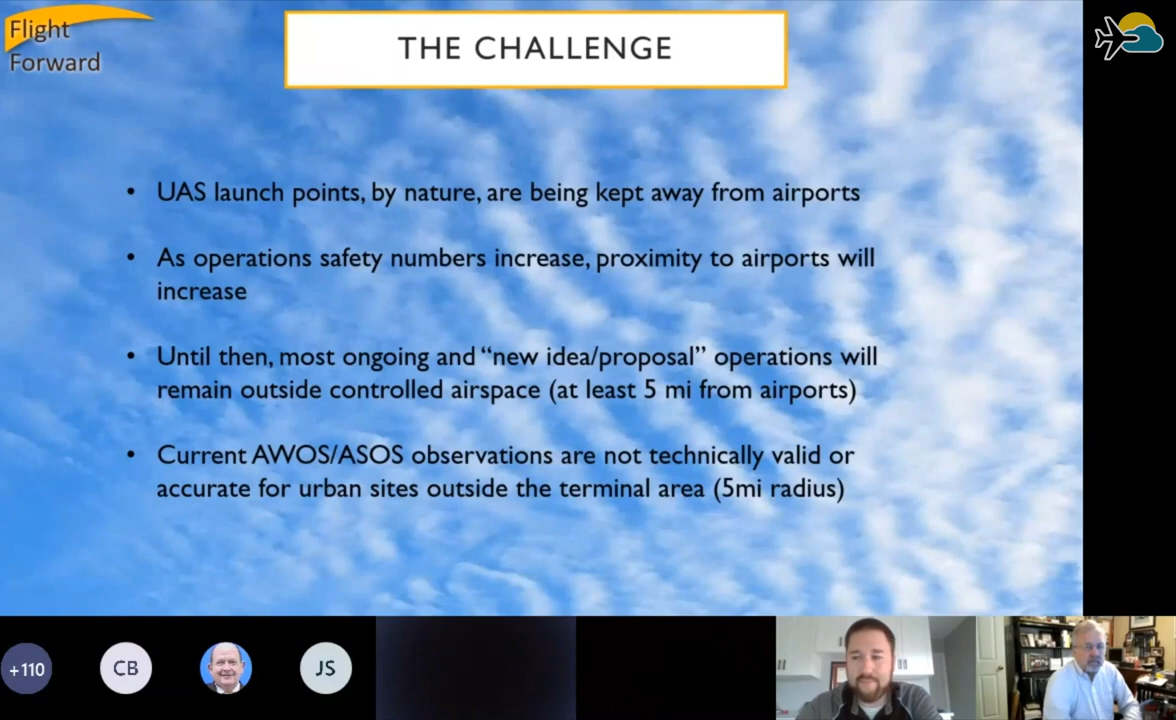 Flight
Forward
THE CHALLENGE
• UAS launch points, by nature, are being kept away from airports
• As operations safety numbers increase, proximity to airports will
increase
• Until then, most ongoing and “new idea/proposal” operations will
remain outside controlled airspace (at least 5 mi from airports)
• Current AWOS/ASOS observations are not technically valid or
accurate for urban sites outside the terminal area (5mi radius)
+110
CB
JS